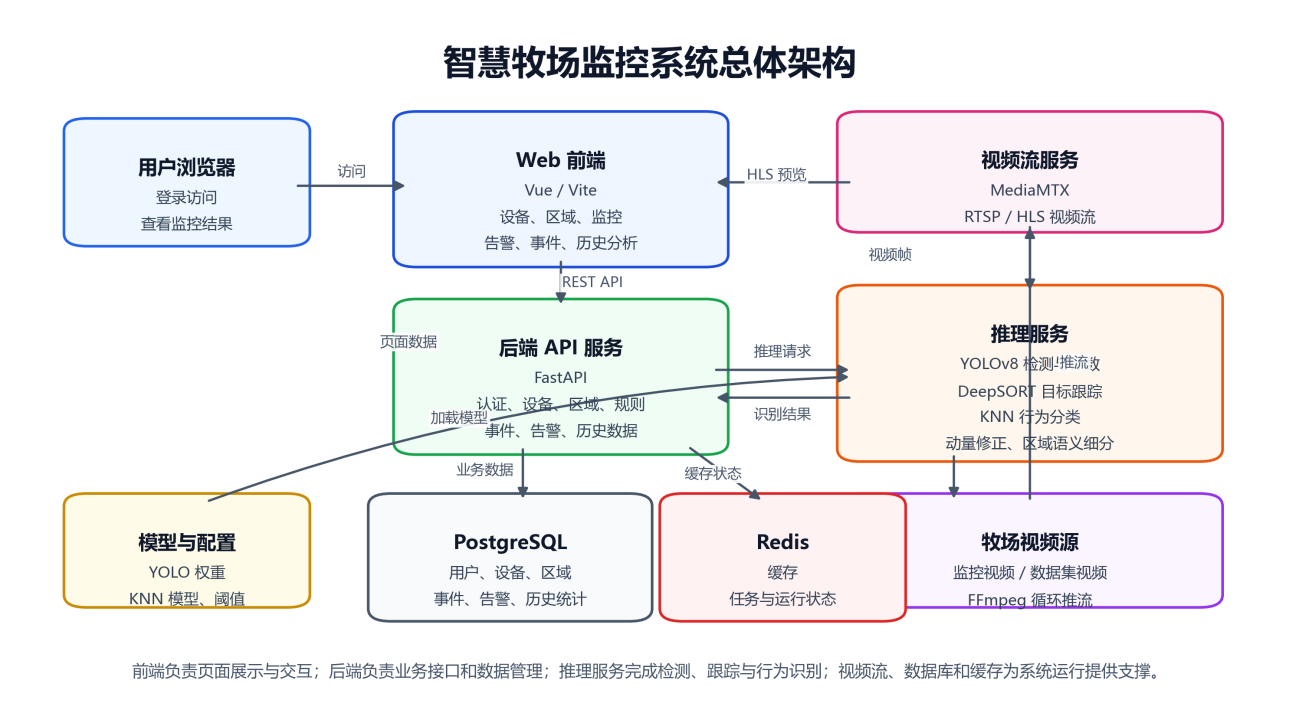 智慧牧场监控系统总体架构
用户浏览器
登录访问
查看监控结果
访问
Web 前端
Vue / Vite
设备、区域、监控
告警、事件、历史分析
HLS 预览
视频流服务
MediaMTX
RTSP / HLS 视频流
视频帧
REST API
页面数据
后端 API 服务
FastAPI
认证、设备、区域、规则
事件、告警、历史数据
加载模型
推理请求
识别结果
推理服务
YOLOv8 检测
推流
DeepSORT 目标跟踪
KNN 行为分类
动量修正、区域语义细分
业务数据
缓存状态
模型与配置
YOLO 权重
KNN 模型、阈值
PostgreSQL
用户、设备、区域
事件、告警、历史统计
Redis
缓存
任务与运行状态
牧场视频源
监控视频 / 数据集视频
FFmpeg 循环推流
前端负责页面展示与交互；后端负责业务接口和数据管理；推理服务完成检测、跟踪与行为识别；视频流、数据库和缓存为系统运行提供支撑。